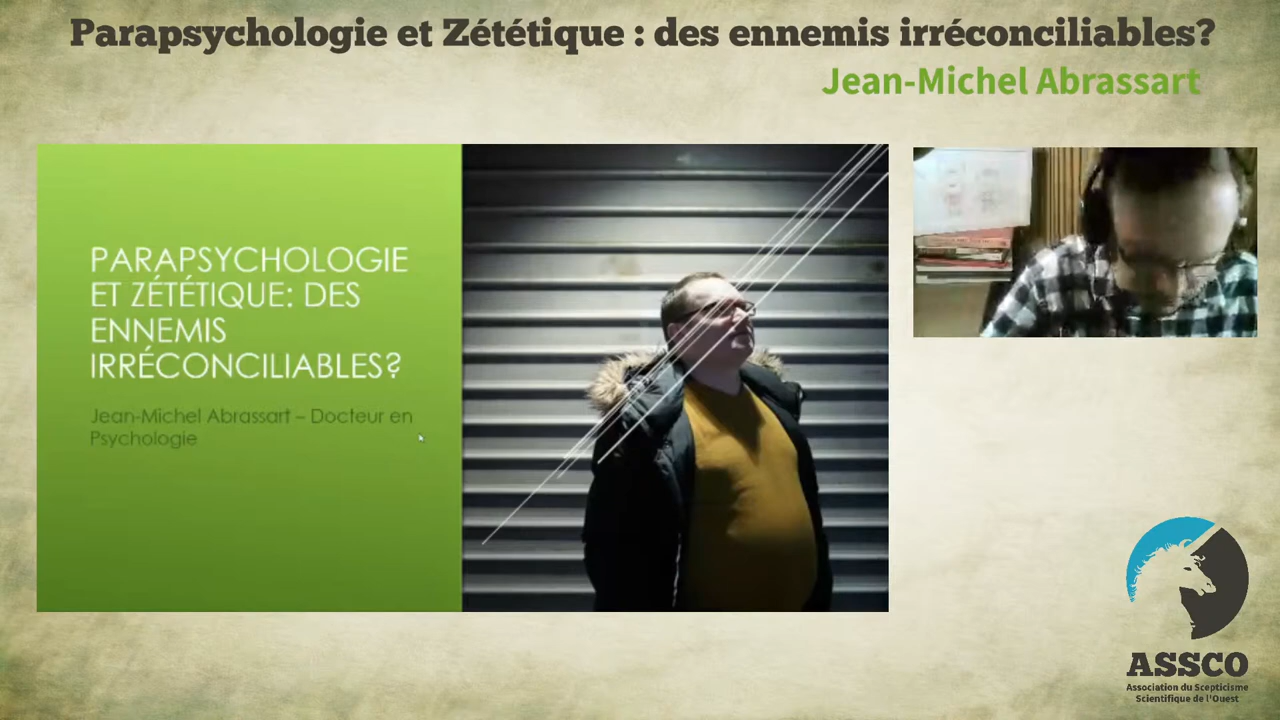 Parapsychologie et Zététique : des ennemis irréconciliables?
Jean-Michel Abrassart
PARAPSYCHOLOGIE
ET ZÉTÉTIQUE: DES
ENNEMIS
IRRÉCONCILIABLES?
Jean-Michel Abrassart – Docteur en
Psychologie
ASSCO
Association du Scepticisme
Scientifique de l'Ouest